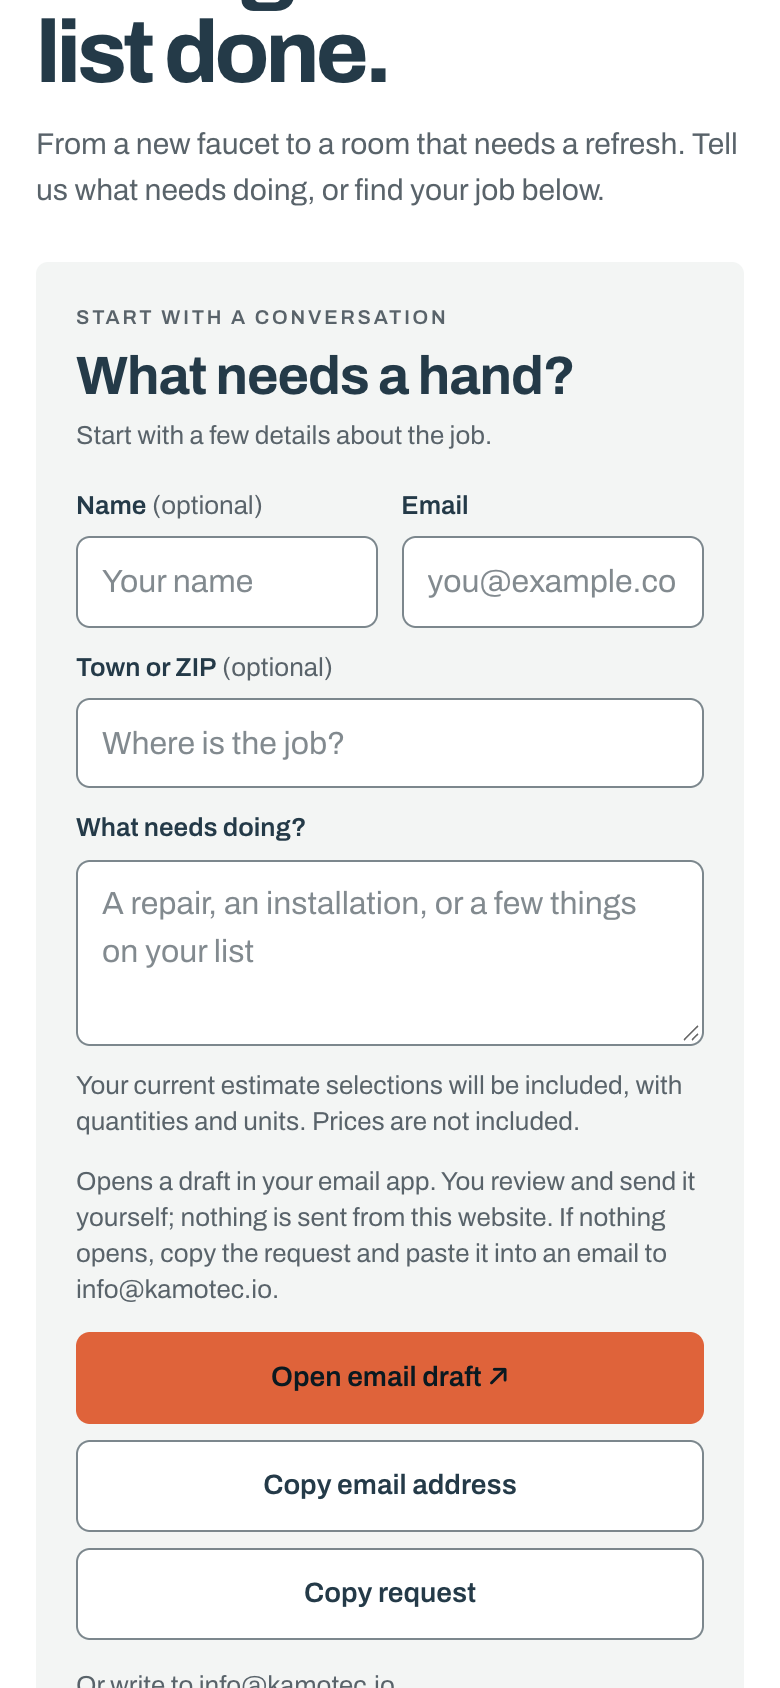 list done.
From a new faucet to a room that needs a refresh. Tell
us what needs doing, or find your job below.
START WITH A CONVERSATION
What needs a hand?
Start with a few details about the job.
Name (optional)
Email
Your name
you@example.co
Town or ZIP (optional)
Where is the job?
What needs doing?
A repair, an installation, or a few things
on your list
Your current estimate selections will be included, with
quantities and units. Prices are not included.
Opens a draft in your email app. You review and send it
yourself; nothing is sent from this website. If nothing
opens, copy the request and paste it into an email to
info@kamotec.io.
Open email draft ↗
Copy email address
Copy request
Or write to info@kamotec.io